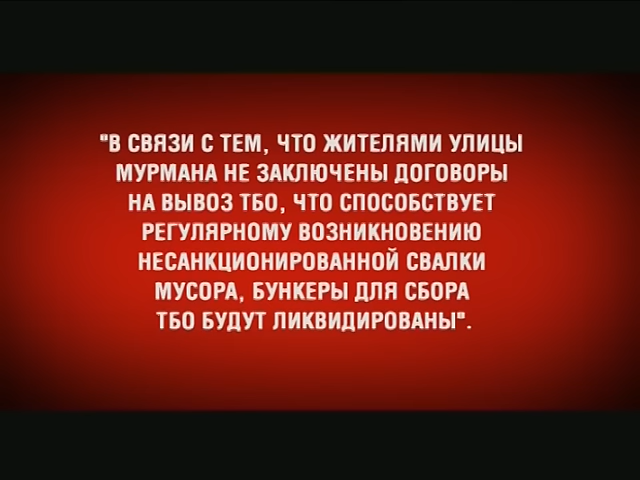 "В СВЯЗИ С ТЕМ, ЧТО ЖИТЕЛЯМИ УЛИЦЫ
МУРМАНА НЕ ЗАКЛЮЧЕНЫ ДОГОВОРЫ
НА ВЫВОЗ ТБО, ЧТО СПОСОБСТВУЕТ
РЕГУЛЯРНОМУ ВОЗНИКНОВЕНИЮ
НЕСАНКЦИОНИРОВАННОЙ СВАЛКИ
МУСОРА, БУНКЕРЫ ДЛЯ СБОРА
ТБО БУДУТ ЛИКВИДИРОВАНЫ".